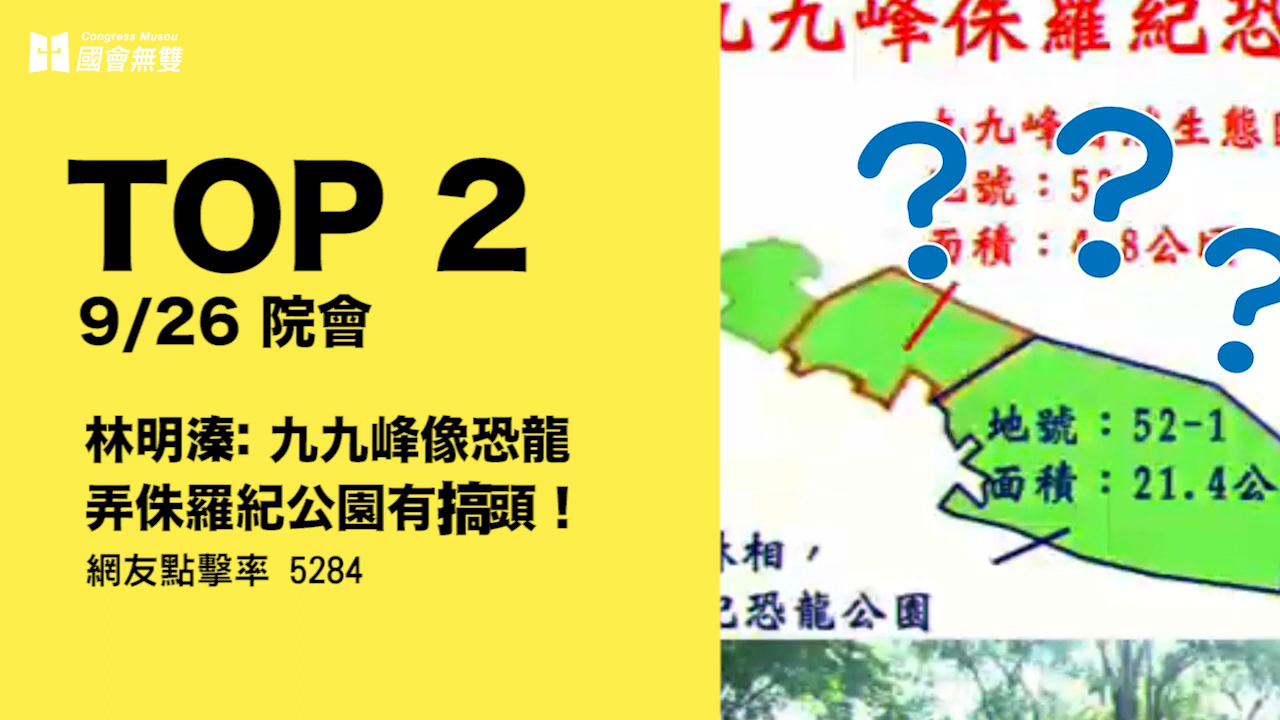 Congress Musou
國會無雙
TOP 2
9/26 院會
林明溱: 九九峰像恐龍
弄侏羅紀公園有搞頭！
網友點擊率 5284
九九峰侏羅紀恐
九九峰 生態
號：5
面積：4.8公
地號：52-1
面積：21.4公
林相，
紀恐龍公園